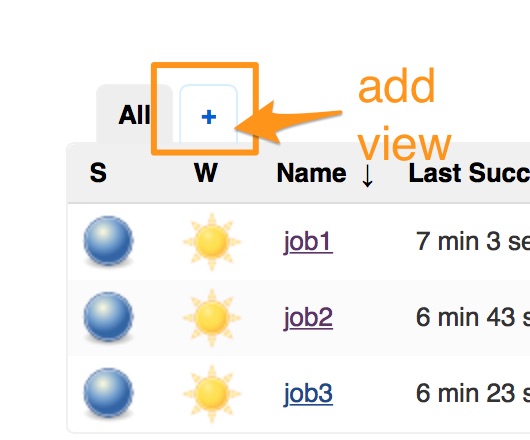 add
All + view
S W Name ↓ Last Succ
job1 7 min 3 se
job2 6 min 43 s
job3 6 min 23 s